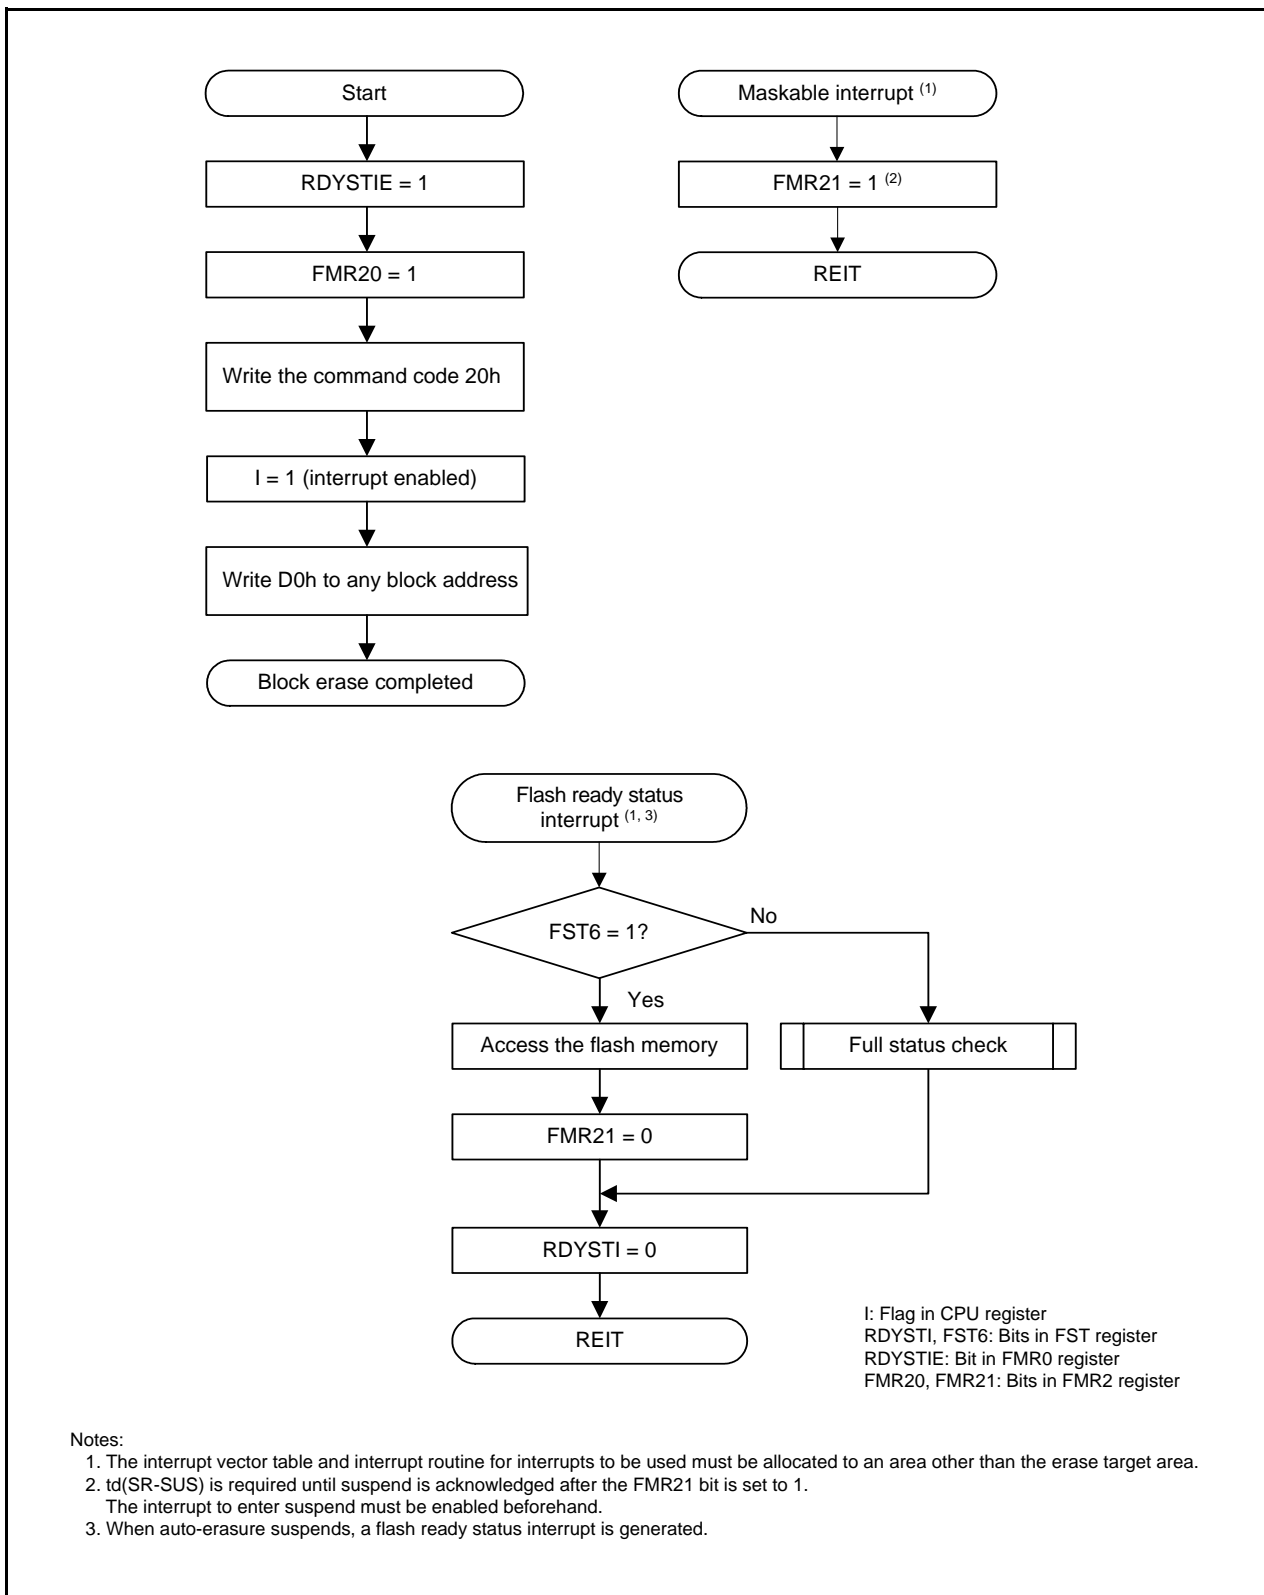 Start
RDYSTIE = 1
FMR20 = 1
Write the command code 20h
I = 1 (interrupt enabled)
Write D0h to any block address
Block erase completed
Maskable interrupt (1)
FMR21 = 1 (2)
REIT
Flash ready status
interrupt (1, 3)
FST6 = 1?
No
Yes
Access the flash memory
Full status check
FMR21 = 0
RDYSTI = 0
REIT
I: Flag in CPU register
RDYSTI, FST6: Bits in FST register
RDYSTIE: Bit in FMR0 register
FMR20, FMR21: Bits in FMR2 register
Notes:
1. The interrupt vector table and interrupt routine for interrupts to be used must be allocated to an area other than the erase target area.
2. td(SR-SUS) is required until suspend is acknowledged after the FMR21 bit is set to 1.
The interrupt to enter suspend must be enabled beforehand.
3. When auto-erasure suspends, a flash ready status interrupt is generated.